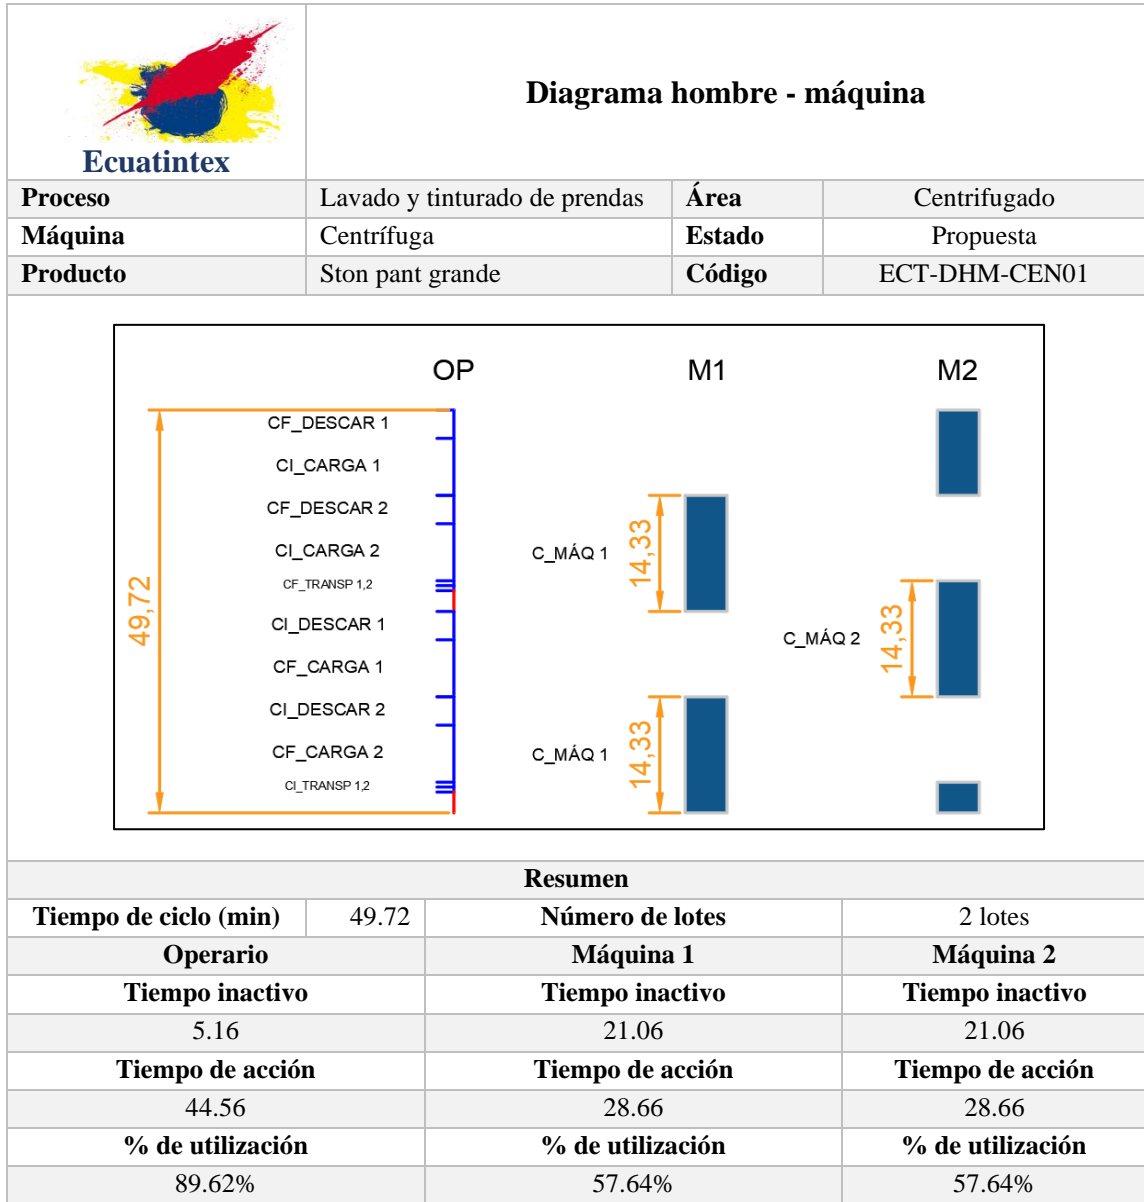 Ecuatintex
Diagrama hombre - máquina
Proceso Lavado y tinturado de prendas Área Centrifugado
Máquina Centrífuga Estado Propuesta
Producto Ston pant grande Código ECT-DHM-CEN01
OP M1 M2
CF_DESCAR 1
CI_CARGA 1
CF_DESCAR 2
CI_CARGA 2
CF_TRANSP 1,2
CI_DESCAR 1
CF_CARGA 1
CI_DESCAR 2
CF_CARGA 2
CI_TRANSP 1,2
49,72
C_MÁQ 1
14,33
C_MÁQ 2
14,33
C_MÁQ 1
14,33
Resumen
Tiempo de ciclo (min) 49.72 Número de lotes 2 lotes
Operario Máquina 1 Máquina 2
Tiempo inactivo Tiempo inactivo Tiempo inactivo
5.16 21.06 21.06
Tiempo de acción Tiempo de acción Tiempo de acción
44.56 28.66 28.66
% de utilización % de utilización % de utilización
89.62% 57.64% 57.64%